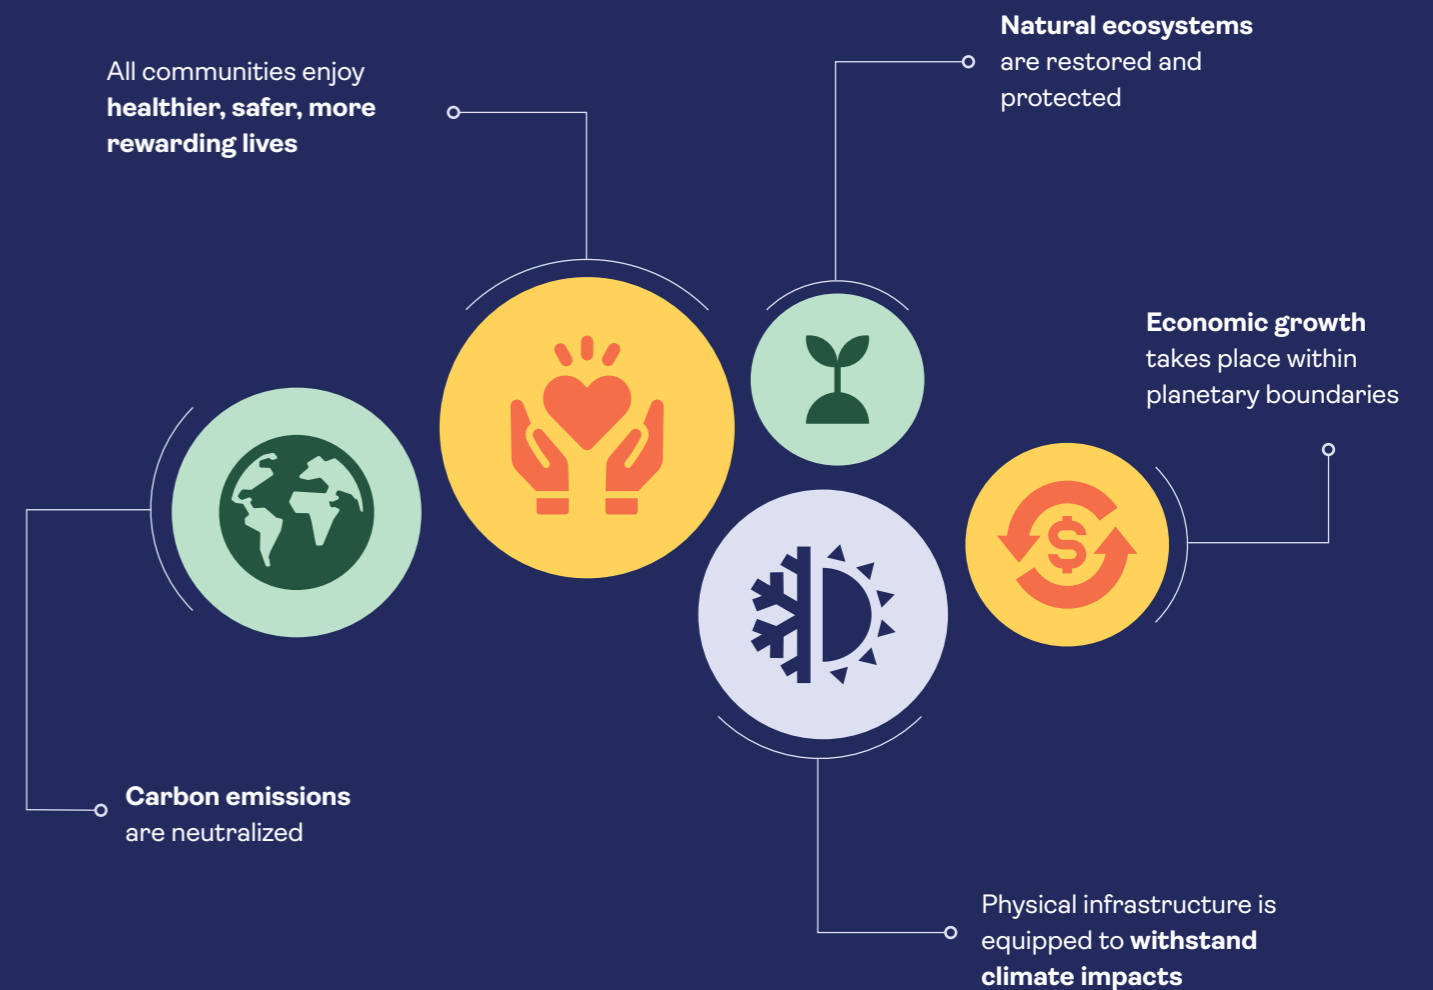 All communities enjoy
healthier, safer, more
rewarding lives
Natural ecosystems
are restored and
protected
Economic growth
takes place within
planetary boundaries
$
Carbon emissions
are neutralized
Physical infrastructure is
equipped to withstand
climate impacts